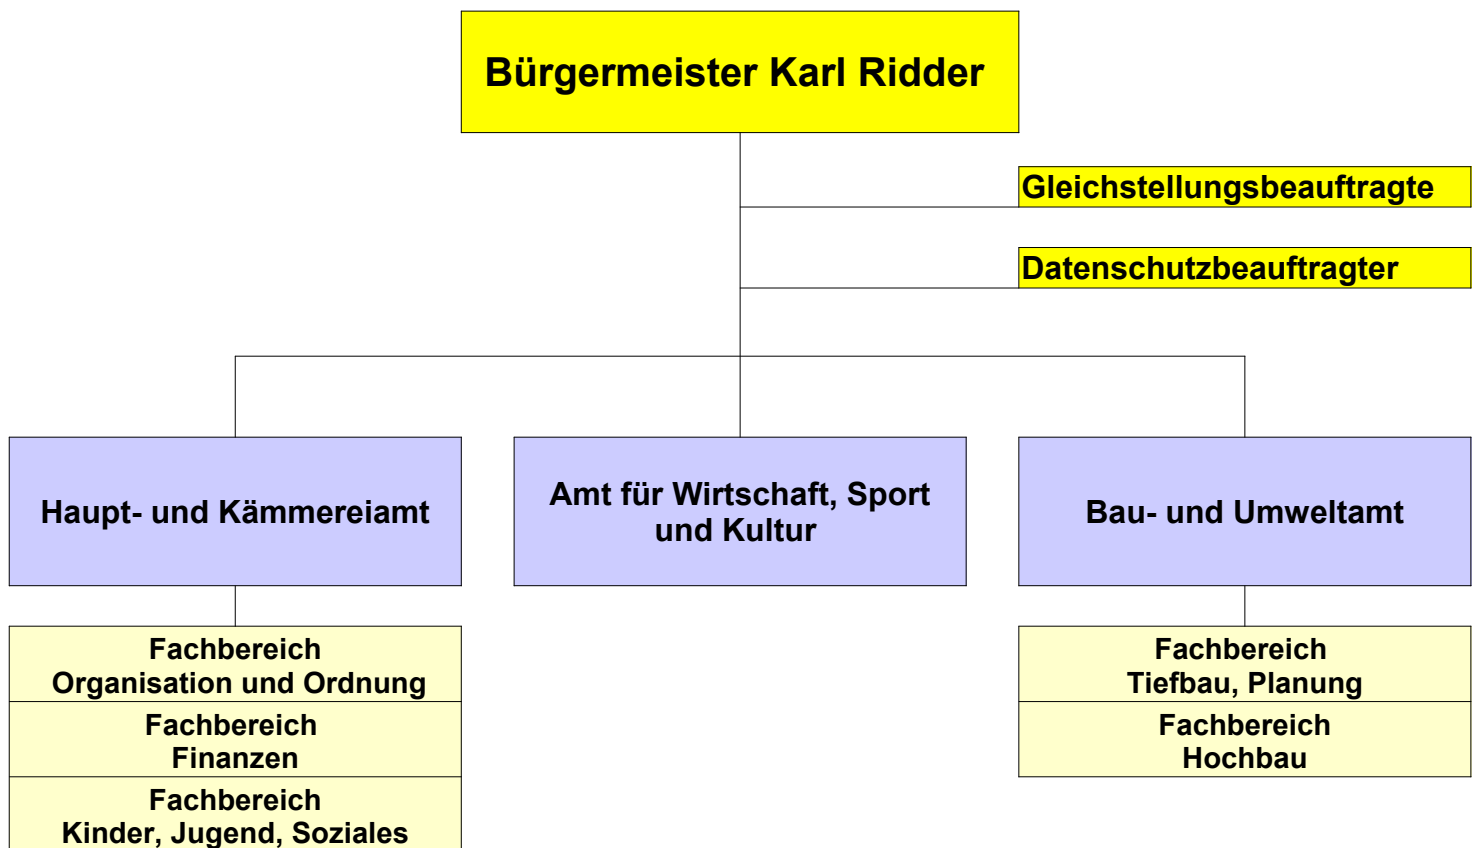 Bürgermeister Karl Ridder
Gleichstellungsbeauftragte
Datenschutzbeauftragter
Haupt- und Kämmereiamt
Amt für Wirtschaft, Sport
und Kultur
Bau- und Umweltamt
Fachbereich
Organisation und Ordnung
Fachbereich
Finanzen
Fachbereich
Kinder, Jugend, Soziales
Fachbereich
Tiefbau, Planung
Fachbereich
Hochbau